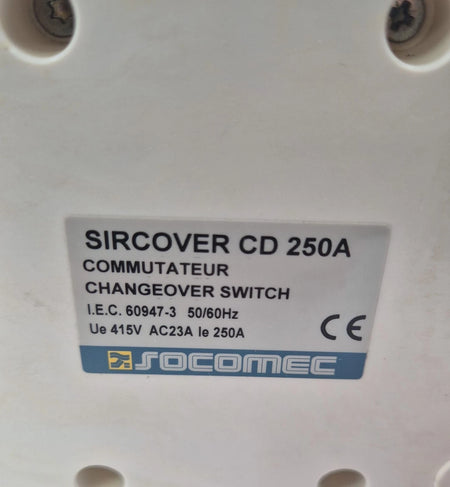 SIRCOVER CD 250A
COMMUTATEUR
CHANGEOVER SWITCH
I.E.C. 60947-3 50/60Hz
Ue 415V AC23A Ie 250A
CE
SOCOMEC